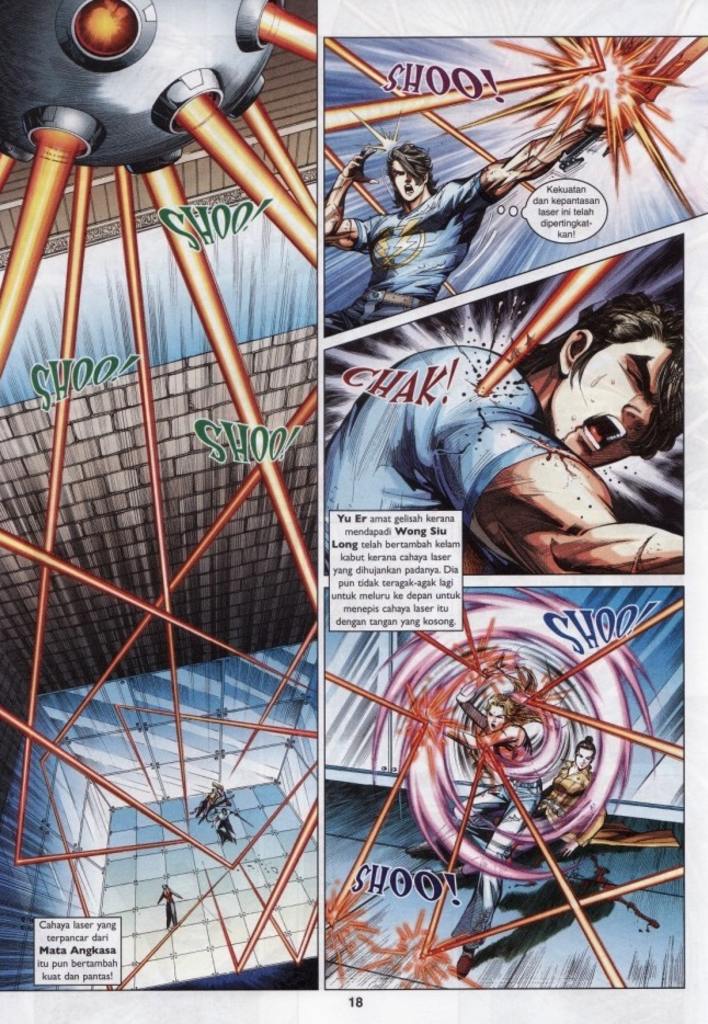 SHOO!
SHOO!
SHOO!
Cahaya laser yang
terpancar dari
Mata Angkasa
itu pun bertambah
kuat dan pantas!
SHOO!
Kekuatan
dan kepantasan
laser ini telah
dipertingkat-
kan!
CHAK!
Yu Er amat gelisah kerana
mendapadi Wong Siu
Long telah bertambah kelam
kabut kerana cahaya laser
yang dihujankan padanya. Dia
pun tidak teragak-agak lagi
untuk meluru ke depan untuk
menepis cahaya laser itu
dengan tangan yang kosong.
SHOO!
SHOO!
18